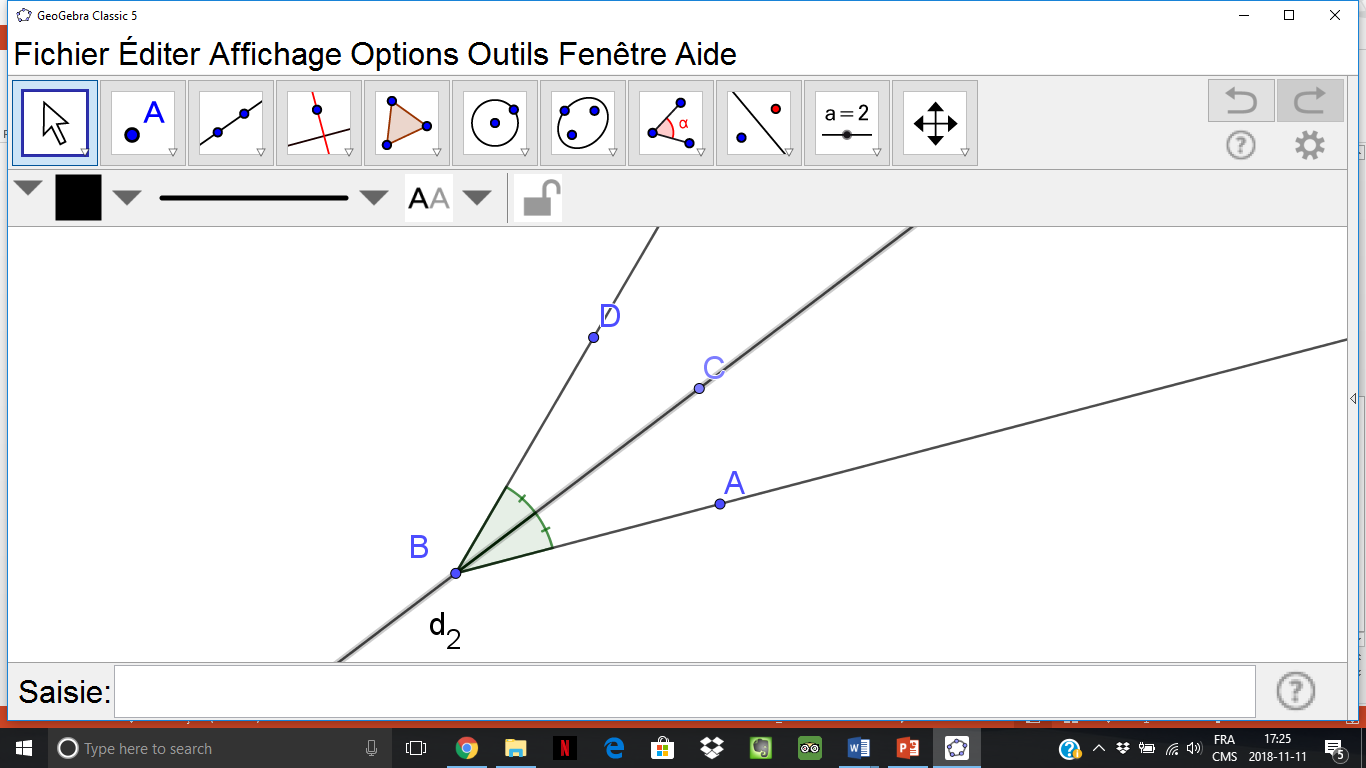 GeoGebra Classic 5
Fichier Éditer Affichage Options Outils Fenêtre Aide
A
α
a = 2
AA
D
C
A
B
d2
Saisie:
Type here to search
FRA
17:25
CMS
2018-11-11
5